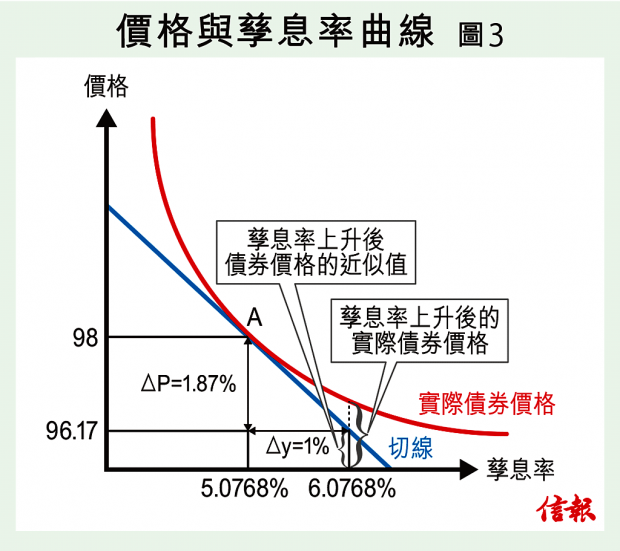 價格與孳息率曲線 圖3
價格
孳息率上升後
債券價格的近似值
A
孳息率上升後的
實際債券價格
98
△P=1.87%
實際債券價格
96.17
△y=1%
切線
孳息率
5.0768% 6.0768%
信報